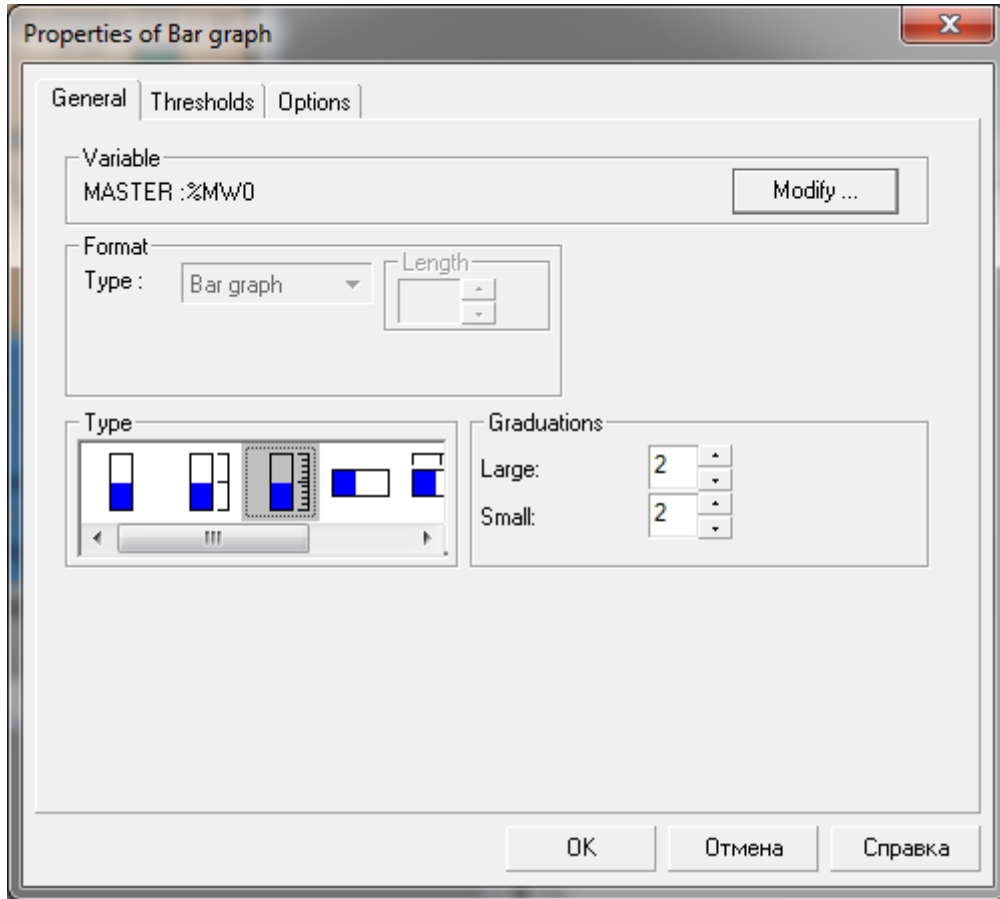 Properties of Bar graph
General Thresholds Options
Variable
MASTER :%MW0
Modify ...
Format
Type :
Bar graph
Length
Type
Graduations
Large:
2
Small:
2
OK
Отмена
Справка